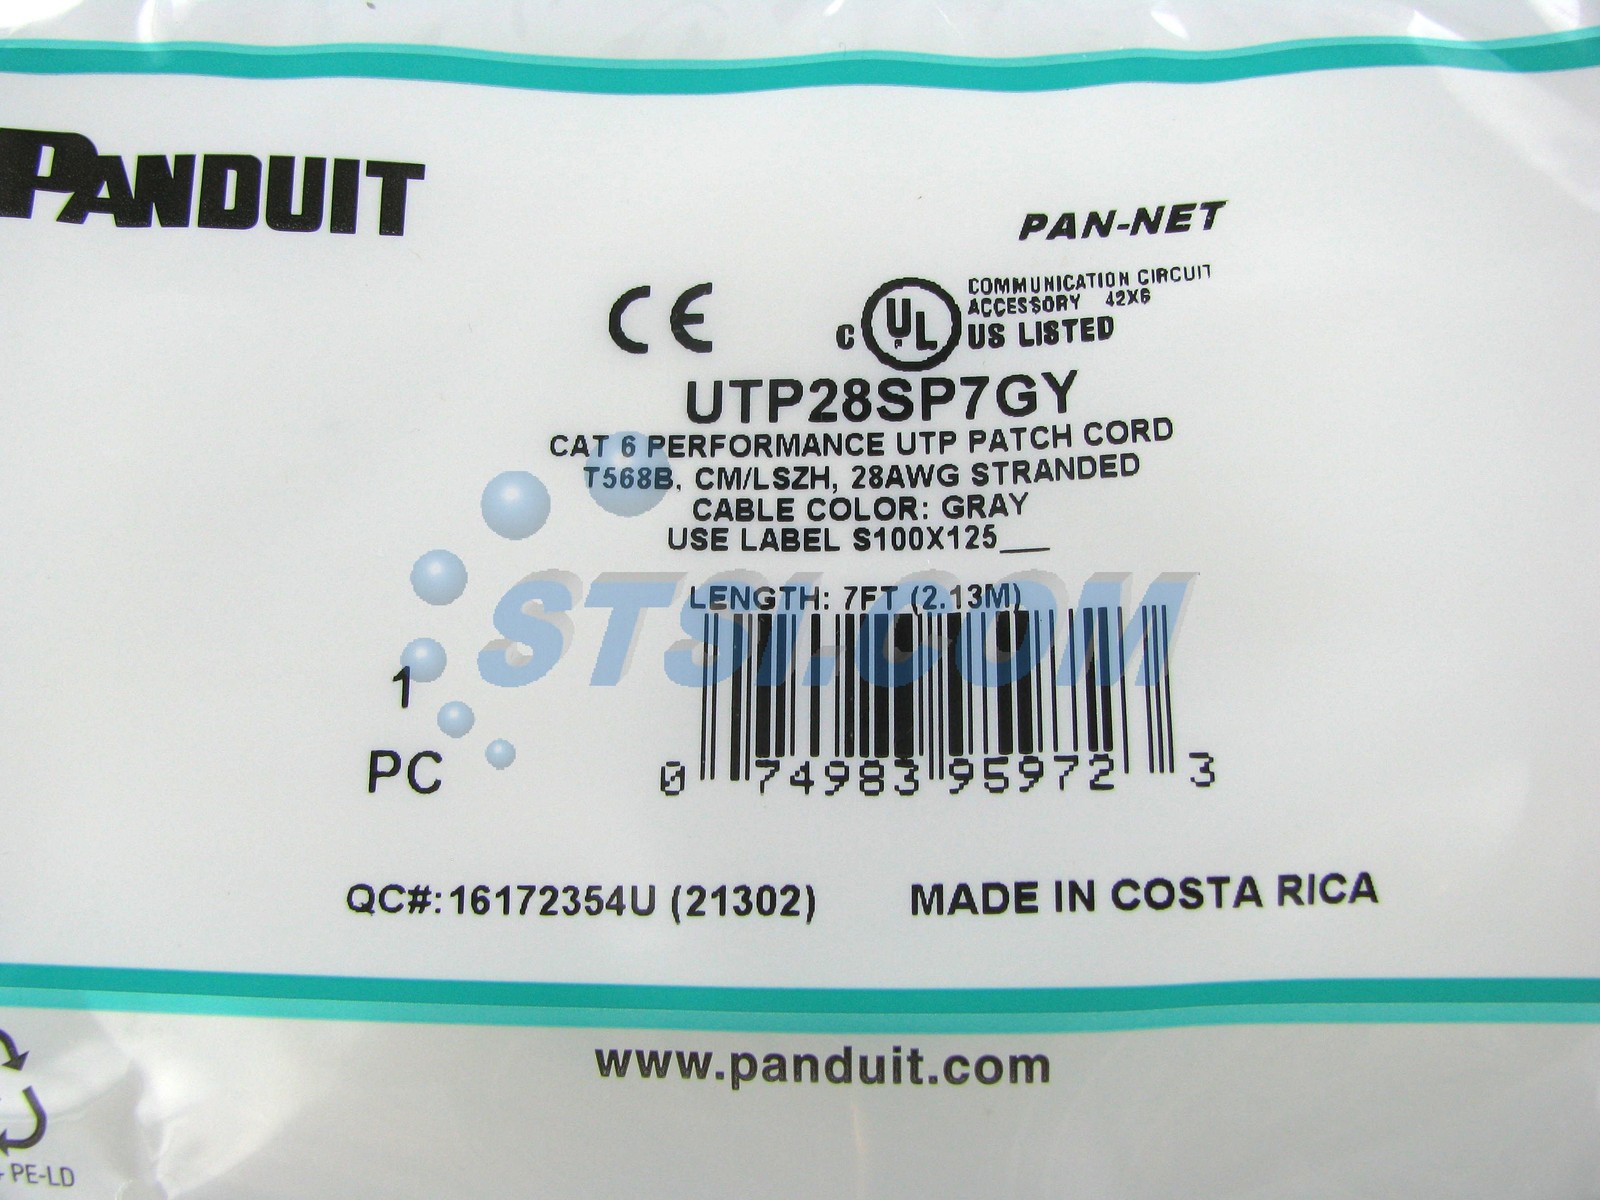 PANDUIT
PAN-NET
CE
COMMUNICATION CIRCUIT
ACCESSORY 42X6
C UL US LISTED
UTP28SP7GY
CAT 6 PERFORMANCE UTP PATCH CORD
T568B, CM/LSZH, 28AWG STRANDED
CABLE COLOR: GRAY
USE LABEL S100X125___
LENGTH: 7FT (2.13M)
STSI.COM
1
PC
0 74983 95972 3
QC#:16172354U (21302)
MADE IN COSTA RICA
www.panduit.com
PE-LD